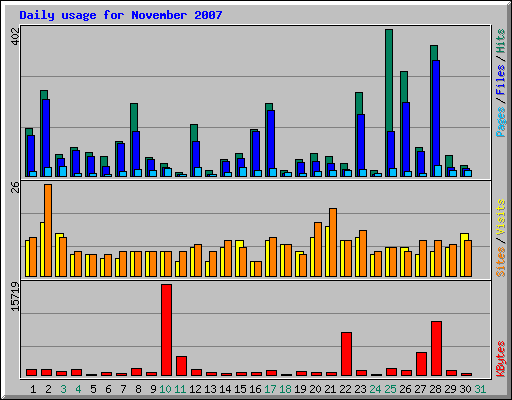 Daily usage for November 2007
402
Pages / Files / Hits
26
Sites / Visits
15719
KBytes
1 2 3 4 5 6 7 8 9 10 11 12 13 14 15 16 17 18 19 20 21 22 23 24 25 26 27 28 29 30 31